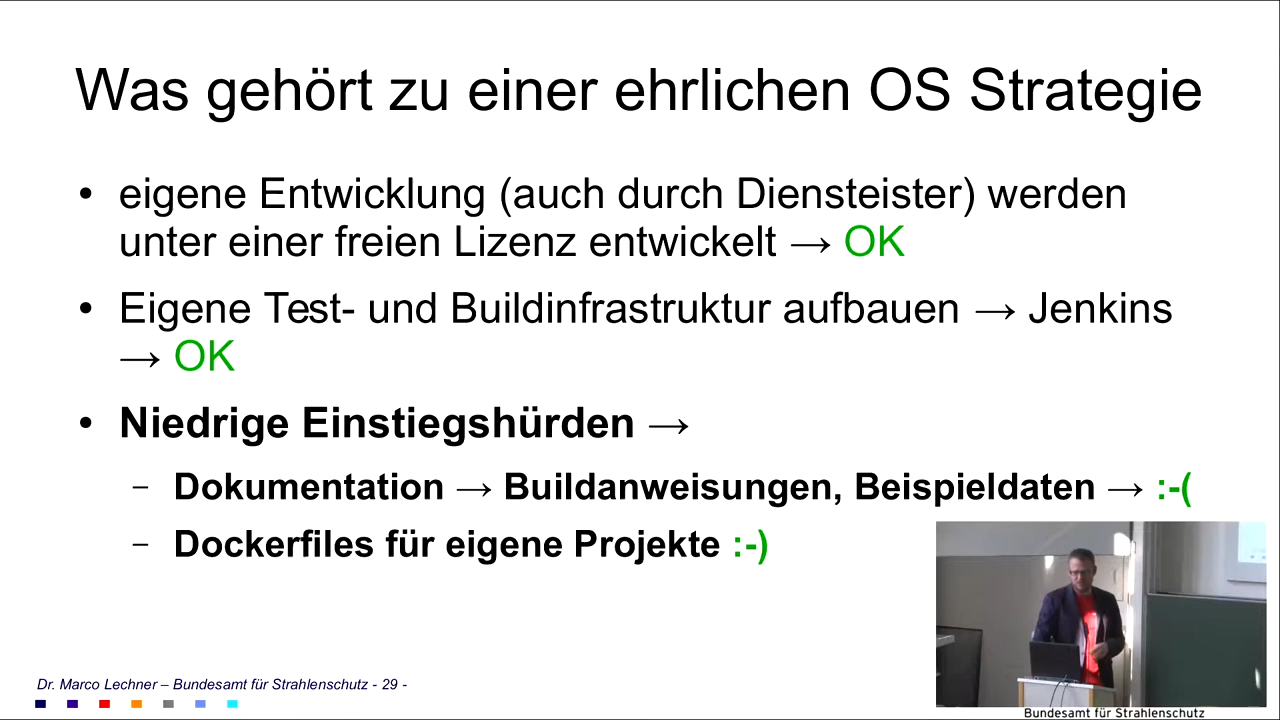 Was gehört zu einer ehrlichen OS Strategie
• eigene Entwicklung (auch durch Diensteister) werden
unter einer freien Lizenz entwickelt → OK
• Eigene Test- und Buildinfrastruktur aufbauen → Jenkins
→ OK
• Niedrige Einstiegshürden →
– Dokumentation → Buildanweisungen, Beispieldaten → :-(
– Dockerfiles für eigene Projekte :-)
Dr. Marco Lechner – Bundesamt für Strahlenschutz - 29 -
Bundesamt für Strahlenschutz